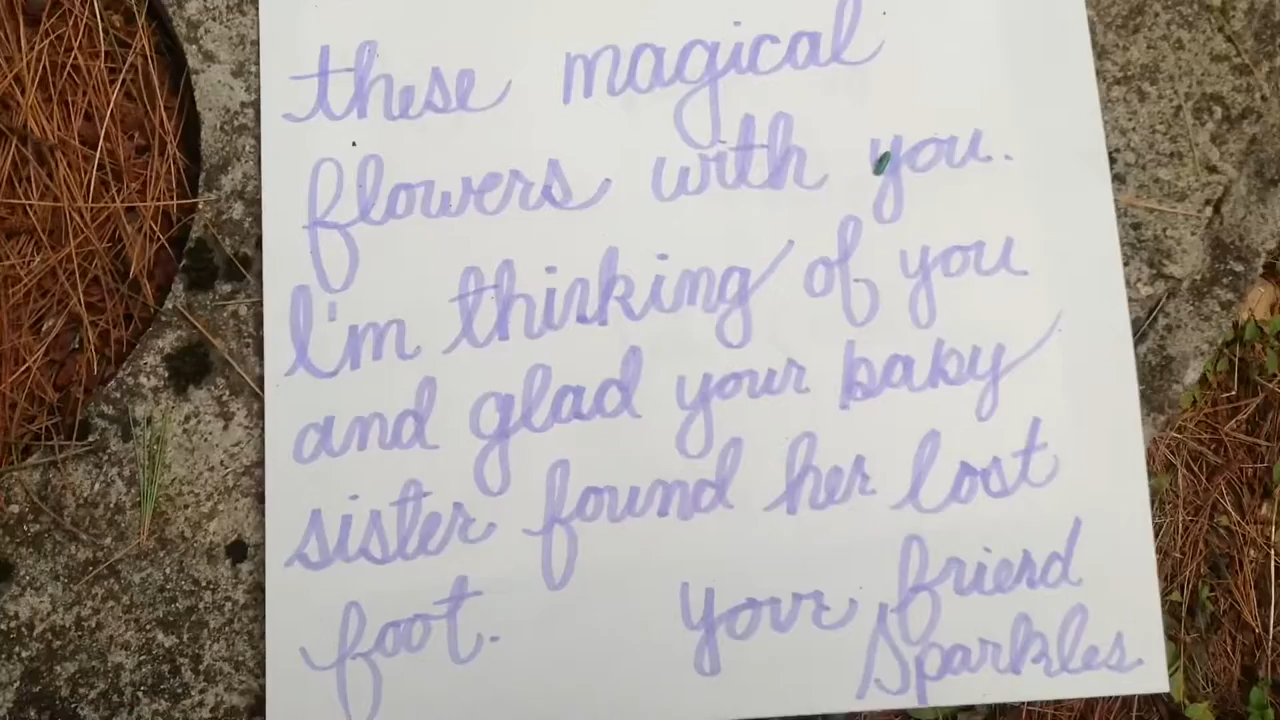 these magical
flowers with you.
I'm thinking of you
and glad your baby
sister found her lost
foot. your friend
Sparkles